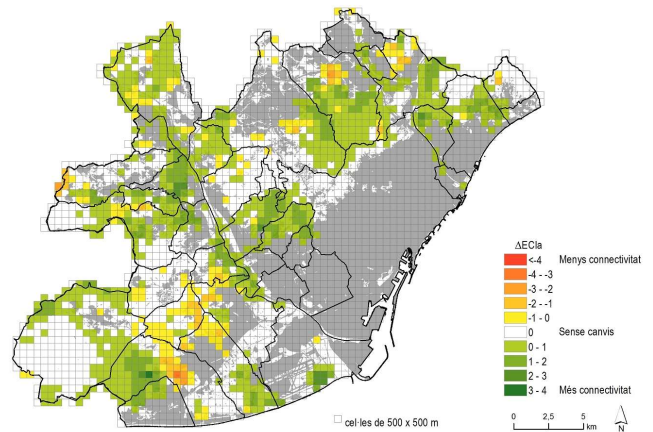 ΔECIa
<-4 Menys connectivitat
-4 - -3
-3 - -2
-2 - -1
-1 - 0
0 Sense canvis
0 - 1
1 - 2
2 - 3
3 - 4 Més connectivitat
cel·les de 500 x 500 m
0 2,5 5
km
N